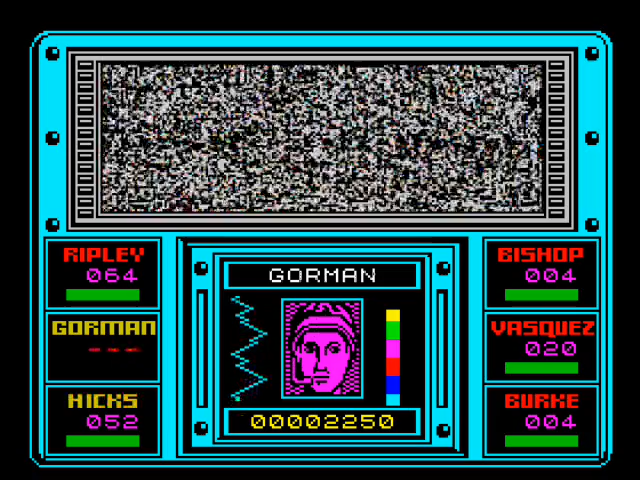 RIPLEY
064
GORMAN
---
HICKS
052
GORMAN
00002250
BISHOP
004
VASQUEZ
020
BURKE
004